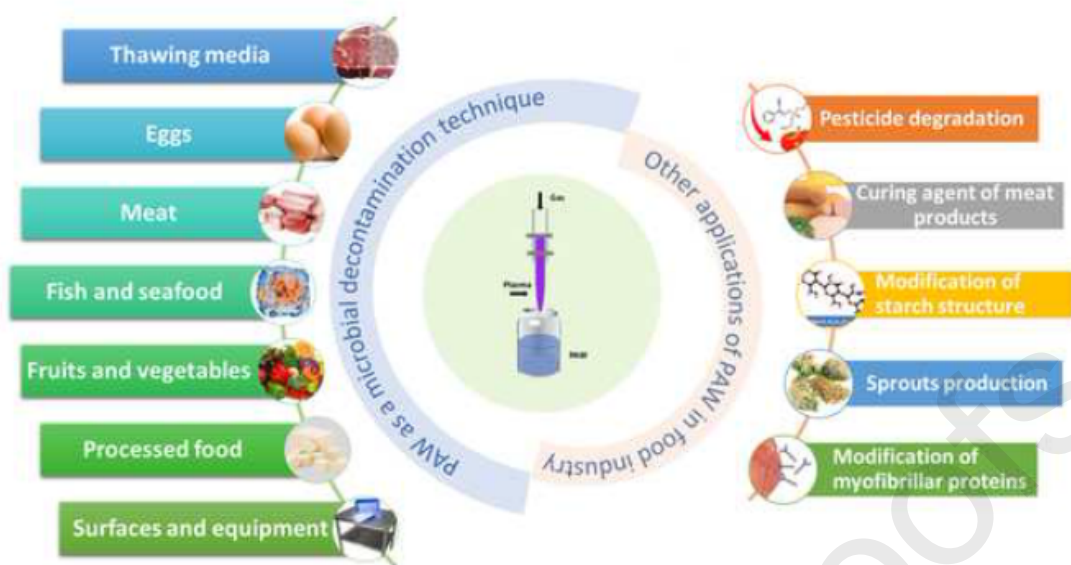 Thawing media
Eggs
Meat
Fish and seafood
Fruits and vegetables
Processed food
Surfaces and equipment
PAW as a microbial decontamination technique
Gas
Plasma
PAW
Other applications of PAW in food industry
Pesticide degradation
Curing agent of meat
products
Modification of
starch structure
Sprouts production
Modification of
myofibrillar proteins